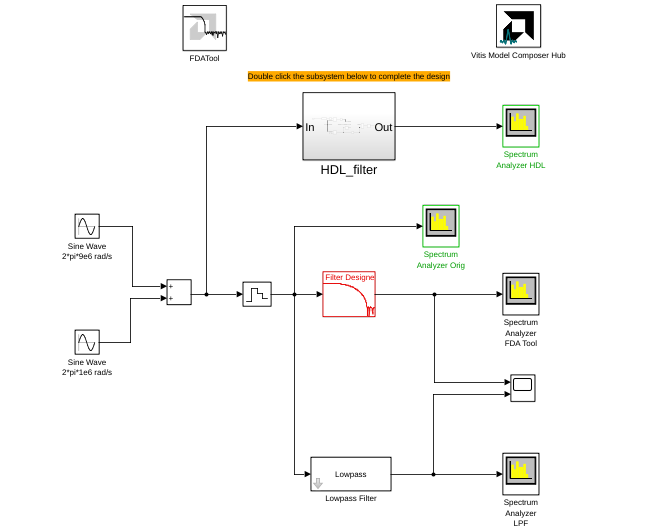 FDATool
Vitis Model Composer Hub
Double click the subsystem below to complete the design
In
Out
HDL_filter
Spectrum
Analyzer HDL
Sine Wave
2*pi*9e6 rad/s
Spectrum
Analyzer Orig
Filter Designe
+
+
Spectrum
Analyzer
FDA Tool
Sine Wave
2*pi*1e6 rad/s
Lowpass
Lowpass Filter
Spectrum
Analyzer
LPF